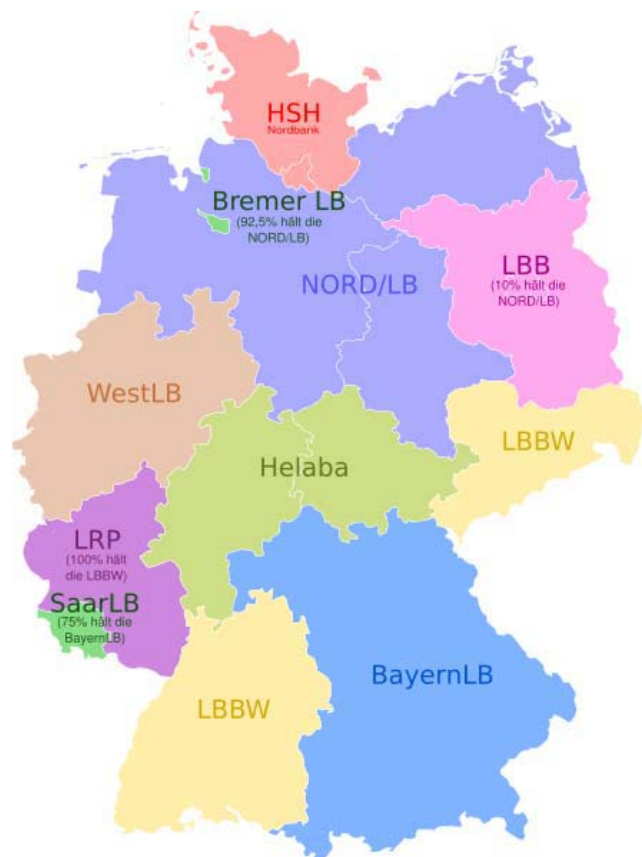 HSH
Nordbank
Bremer LB
(92,5% hält die
NORD/LB)
LBB
(10% hält die
NORD/LB)
NORD/LB
WestLB
LBBW
Helaba
LRP
(100% hält
die LBBW)
SaarLB
(75% hält die
BayernLB)
BayernLB
LBBW